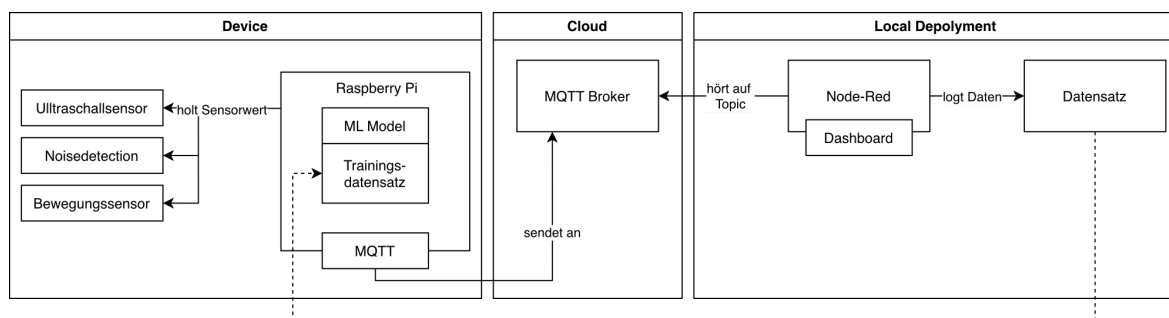 Device
Cloud
Local Depolyment
Ulltraschallsensor
holt Sensorwert
Noisedetection
Bewegungssensor
Raspberry Pi
ML Model
Trainings-
datensatz
MQTT
sendet an
MQTT Broker
hört auf
Topic
Node-Red
Dashboard
logt Daten
Datensatz